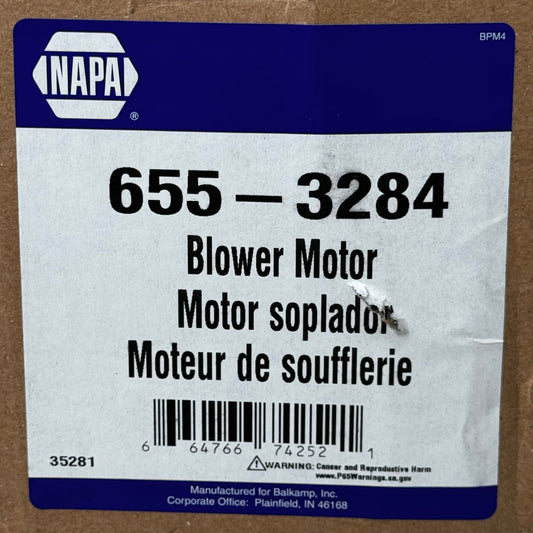 NAPA
®
BPM4
655 – 3284
Blower Motor
Motor soplador
Moteur de soufflerie
6 64766 74252 1
35281
⚠WARNING: Cancer and Reproductive Harm
www.P65Warnings.ca.gov
Manufactured for Balkamp, Inc.
Corporate Office: Plainfield, IN 46168